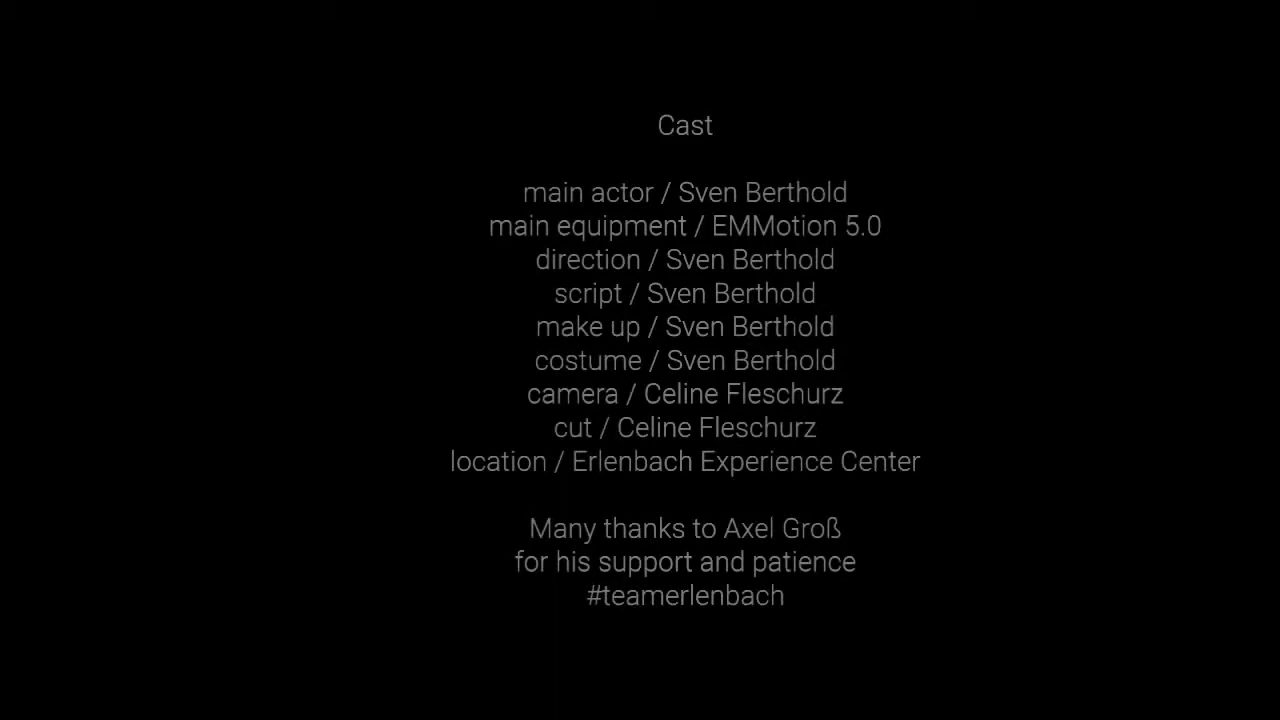 Cast
main actor / Sven Berthold
main equipment / EMMotion 5.0
direction / Sven Berthold
script / Sven Berthold
make up / Sven Berthold
costume / Sven Berthold
camera / Celine Fleschurz
cut / Celine Fleschurz
location / Erlenbach Experience Center
Many thanks to Axel Groß
for his support and patience
#teamerlenbach